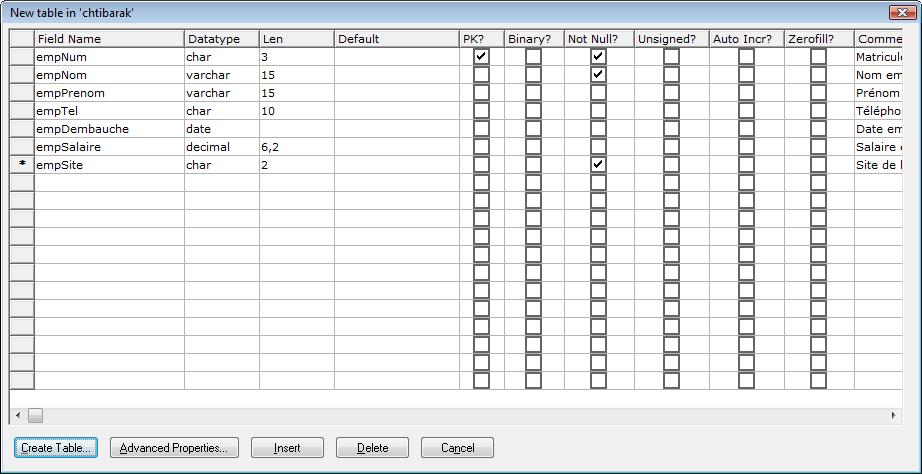 New table in 'chtibarak'
Field Name Datatype Len Default PK? Binary? Not Null? Unsigned? Auto Incr? Zerofill? Comme
empNum char 3 Matricule
empNom varchar 15 Nom em
empPrenom varchar 15 Prénom
empTel char 10 Télépho
empDembauche date Date em
empSalaire decimal 6,2 Salaire
* empSite char 2 Site de
Create Table... Advanced Properties... Insert Delete Cancel